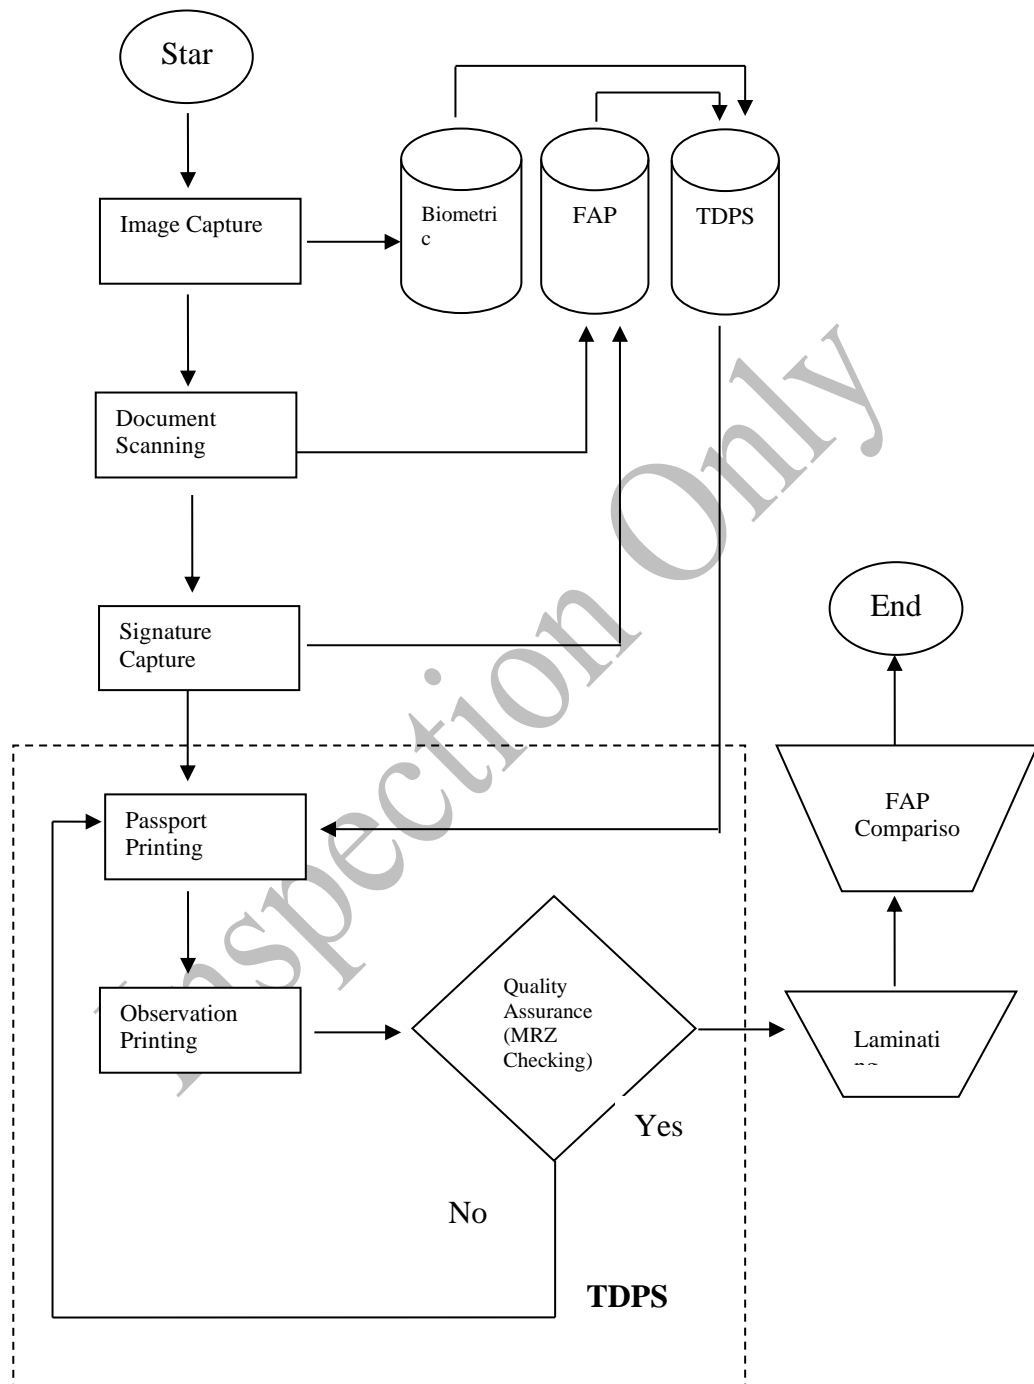 Star
Image Capture
Biometri
c
FAP
TDPS
Document
Scanning
Signature
Capture
End
Passport
Printing
FAP
Compariso
Observation
Printing
Quality
Assurance
(MRZ
Checking)
Laminati
Yes
No
TDPS
Inspection Only